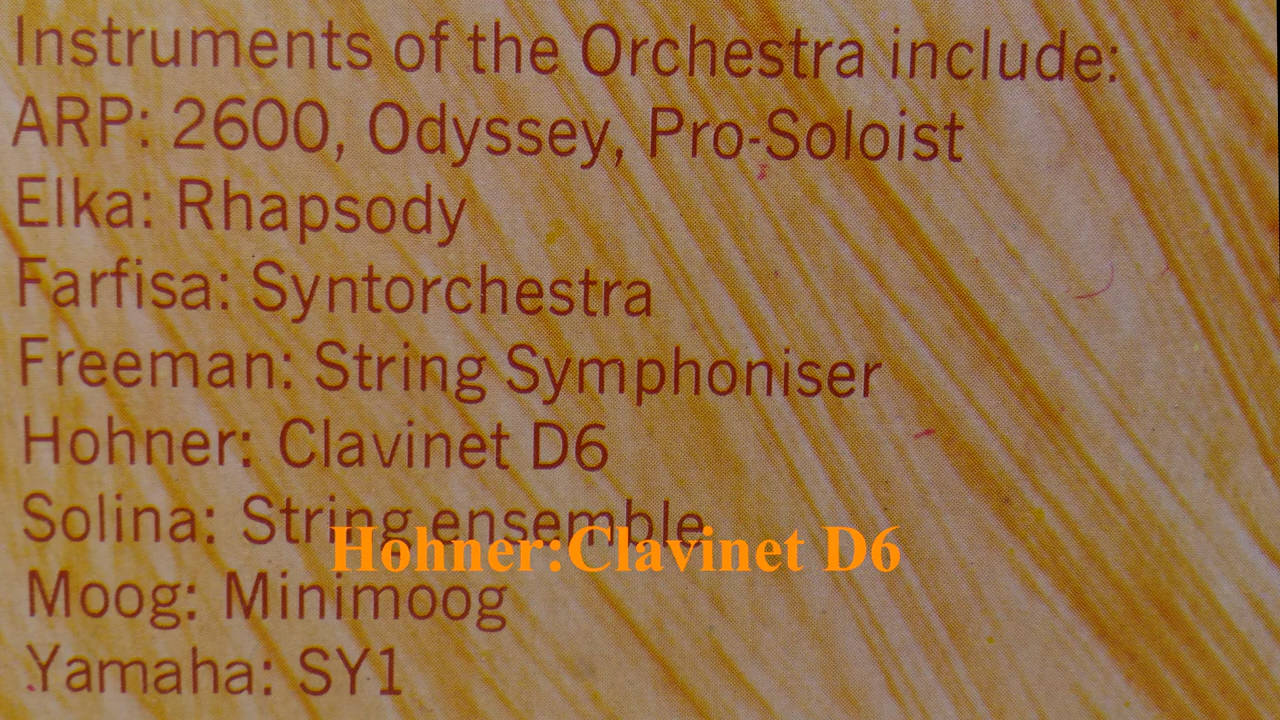 Instruments of the Orchestra include:
ARP: 2600, Odyssey, Pro-Soloist
Elka: Rhapsody
Farfisa: Syntorchestra
Freeman: String Symphoniser
Hohner: Clavinet D6
Solina: String ensemble
Hohner:Clavinet D6
Moog: Minimoog
Yamaha: SY1